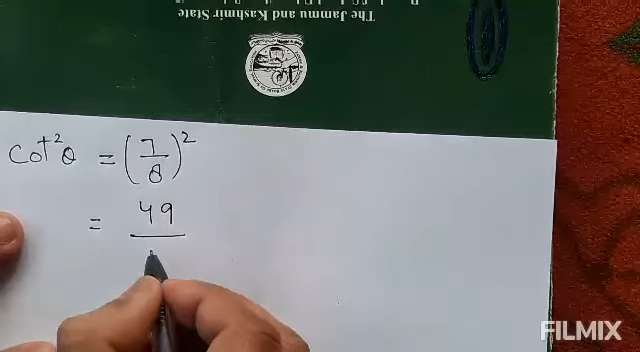 The Jammu and Kashmir State
cot²θ = (7/8)²
= 49
FILMIX